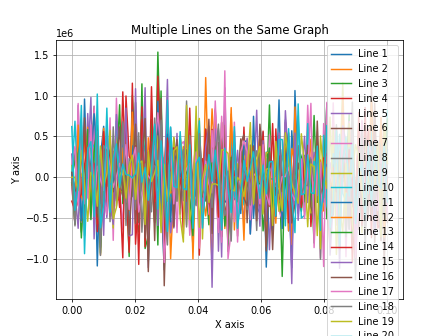 Multiple Lines on the Same Graph
1e6
1.5
1.0
0.5
0.0
−0.5
−1.0
Y axis
0.00
0.02
0.04
0.06
0.08
0.10
X axis
Line 1
Line 2
Line 3
Line 4
Line 5
Line 6
Line 7
Line 8
Line 9
Line 10
Line 11
Line 12
Line 13
Line 14
Line 15
Line 16
Line 17
Line 18
Line 19
Line 20